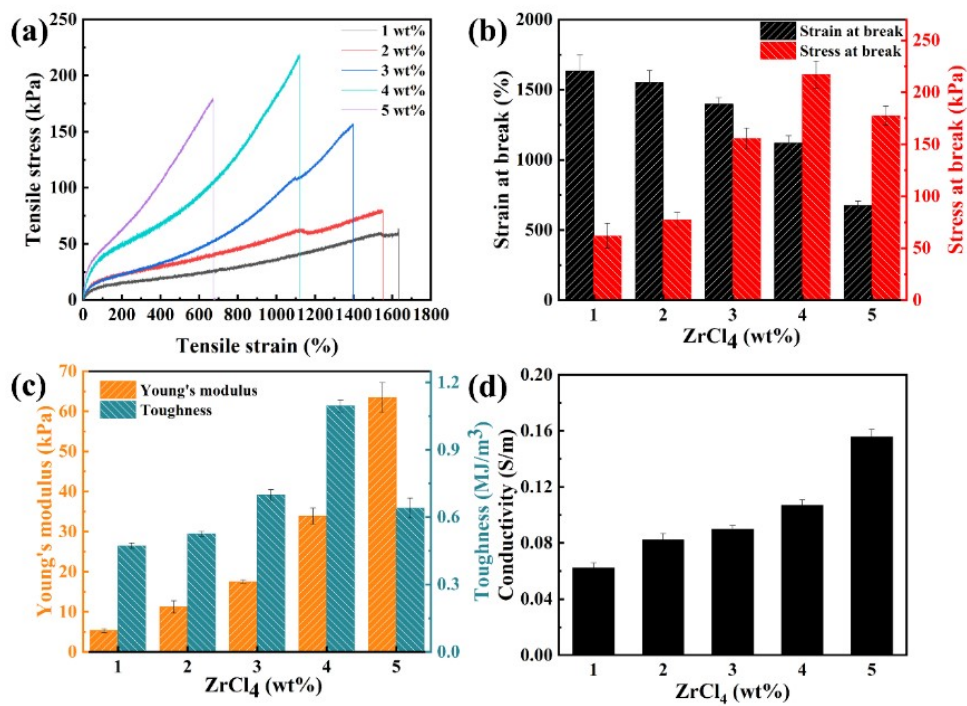 (a)
250
200
150
100
50
0
Tensile stress (kPa)
1 wt%
2 wt%
3 wt%
4 wt%
5 wt%
0 200 400 600 800 1000 1200 1400 1600 1800
Tensile strain (%)
(b)
2000
1500
1000
500
0
Strain at break (%)
Strain at break
Stress at break
250
200
150
100
50
0
Stress at break (kPa)
1 2 3 4 5
ZrCl₄ (wt%)
(c)
70
60
50
40
30
20
10
0
Young's modulus (kPa)
Young's modulus
Toughness
1.2
0.9
0.6
0.3
0.0
Toughness (MJ/m³)
1 2 3 4 5
ZrCl₄ (wt%)
(d)
0.20
0.16
0.12
0.08
0.04
0.00
Conductivity (S/m)
1 2 3 4 5
ZrCl₄ (wt%)